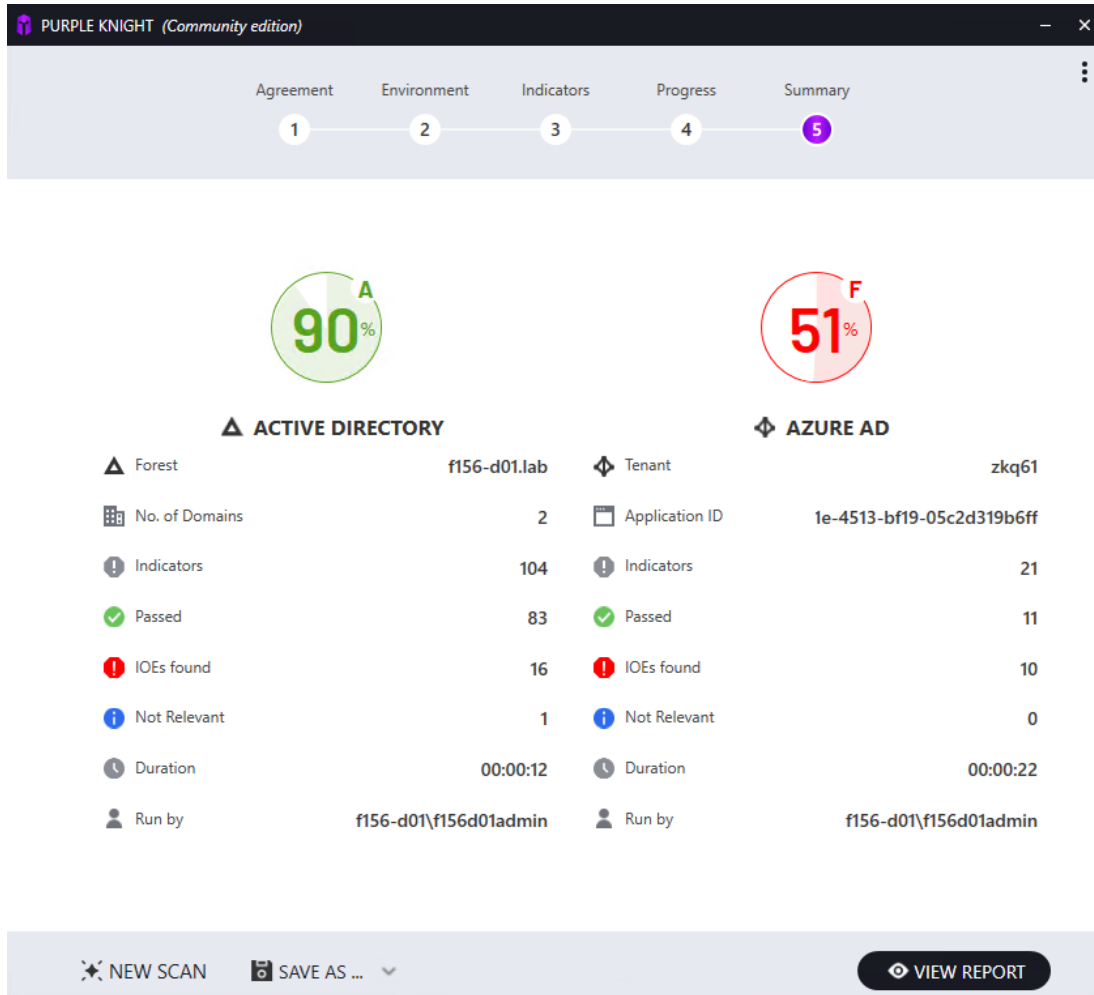 PURPLE KNIGHT (Community edition)
Agreement Environment Indicators Progress Summary
1 2 3 4 5
A
90%
F
51%
ACTIVE DIRECTORY
Forest f156-d01.lab
No. of Domains 2
Indicators 104
Passed 83
IOEs found 16
Not Relevant 1
Duration 00:00:12
Run by f156-d01\f156d01admin
AZURE AD
Tenant zkq61
Application ID 1e-4513-bf19-05c2d319b6ff
Indicators 21
Passed 11
IOEs found 10
Not Relevant 0
Duration 00:00:22
Run by f156-d01\f156d01admin
NEW SCAN SAVE AS ... VIEW REPORT